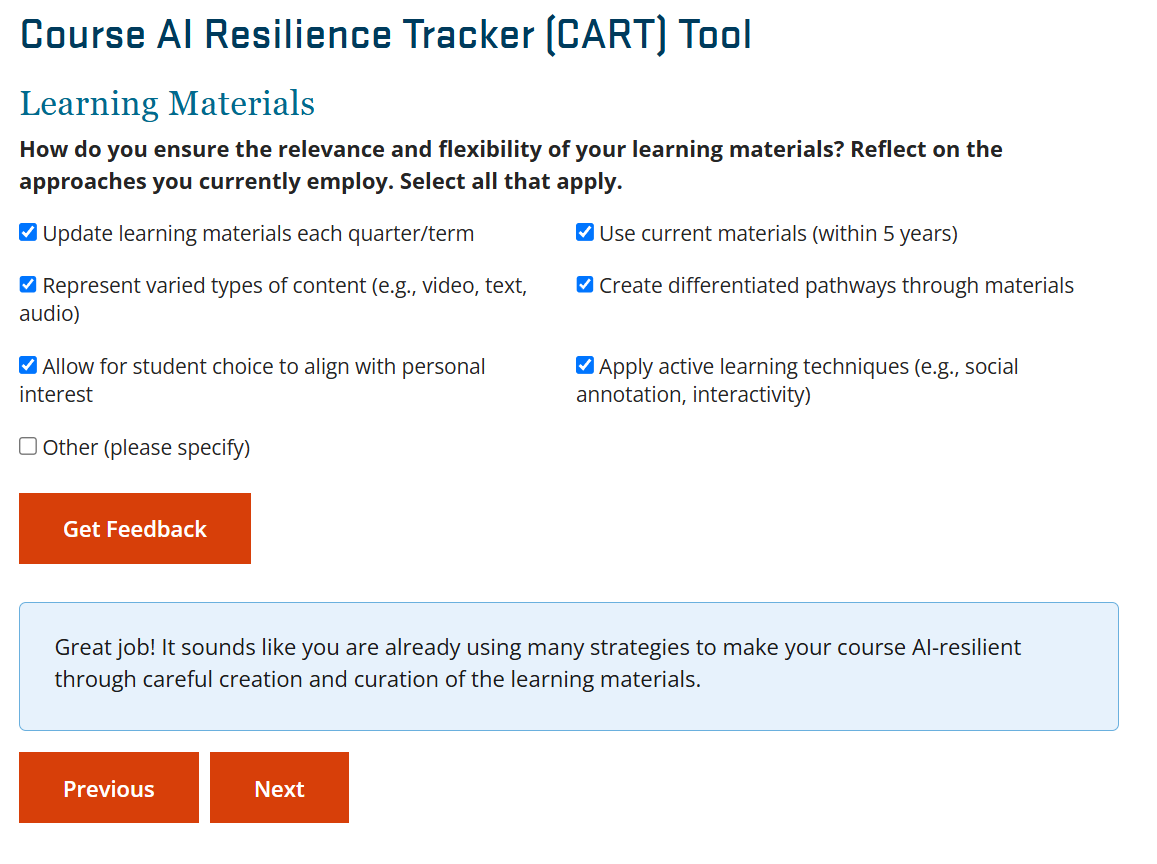 Course AI Resilience Tracker (CART) Tool
Learning Materials
How do you ensure the relevance and flexibility of your learning materials? Reflect on the
approaches you currently employ. Select all that apply.
Update learning materials each quarter/term
Use current materials (within 5 years)
Represent varied types of content (e.g., video, text,
audio)
Create differentiated pathways through materials
Allow for student choice to align with personal
interest
Apply active learning techniques (e.g., social
annotation, interactivity)
Other (please specify)
Get Feedback
Great job! It sounds like you are already using many strategies to make your course AI-resilient
through careful creation and curation of the learning materials.
Previous
Next